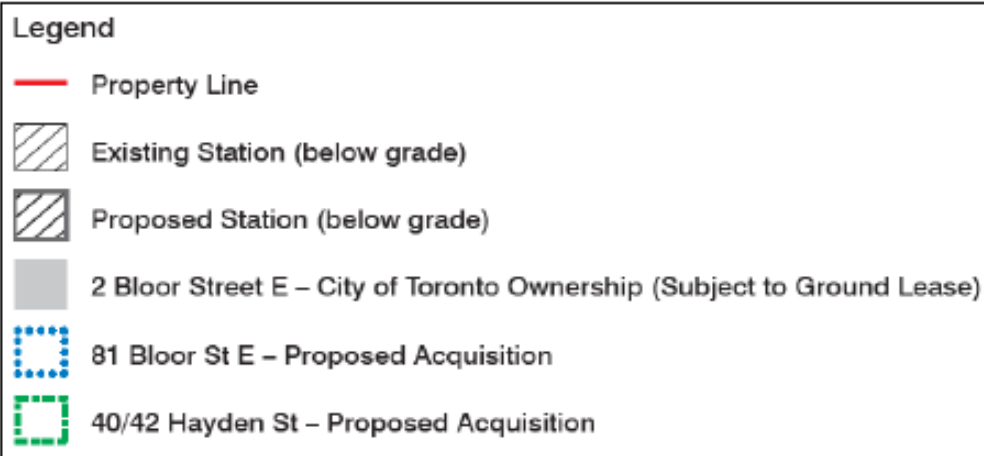 Legend
Property Line
Existing Station (below grade)
Proposed Station (below grade)
2 Bloor Street E – City of Toronto Ownership (Subject to Ground Lease)
81 Bloor St E – Proposed Acquisition
40/42 Hayden St – Proposed Acquisition